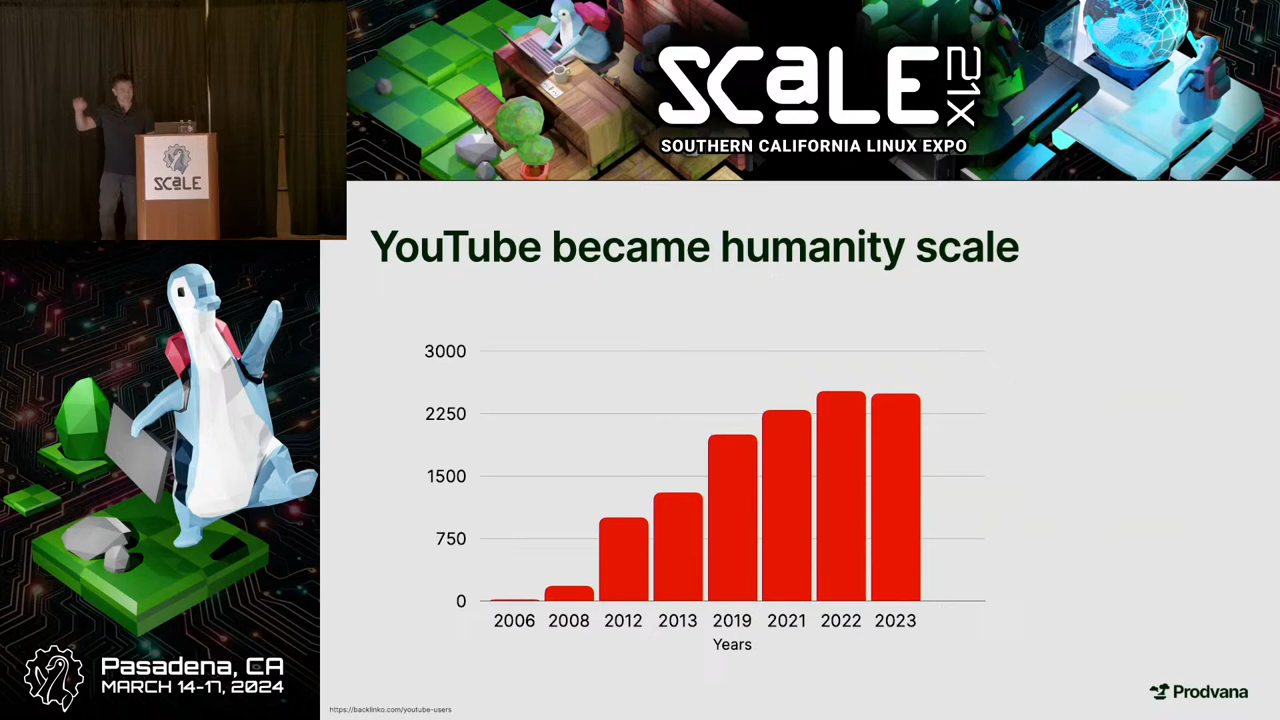 SCaLE 21x
SOUTHERN CALIFORNIA LINUX EXPO
SCaLE
YouTube became humanity scale
3000
2250
1500
750
0
2006 2008 2012 2013 2019 2021 2022 2023
Years
Pasadena, CA
MARCH 14-17, 2024
https://backlinko.com/youtube-users
Prodvana